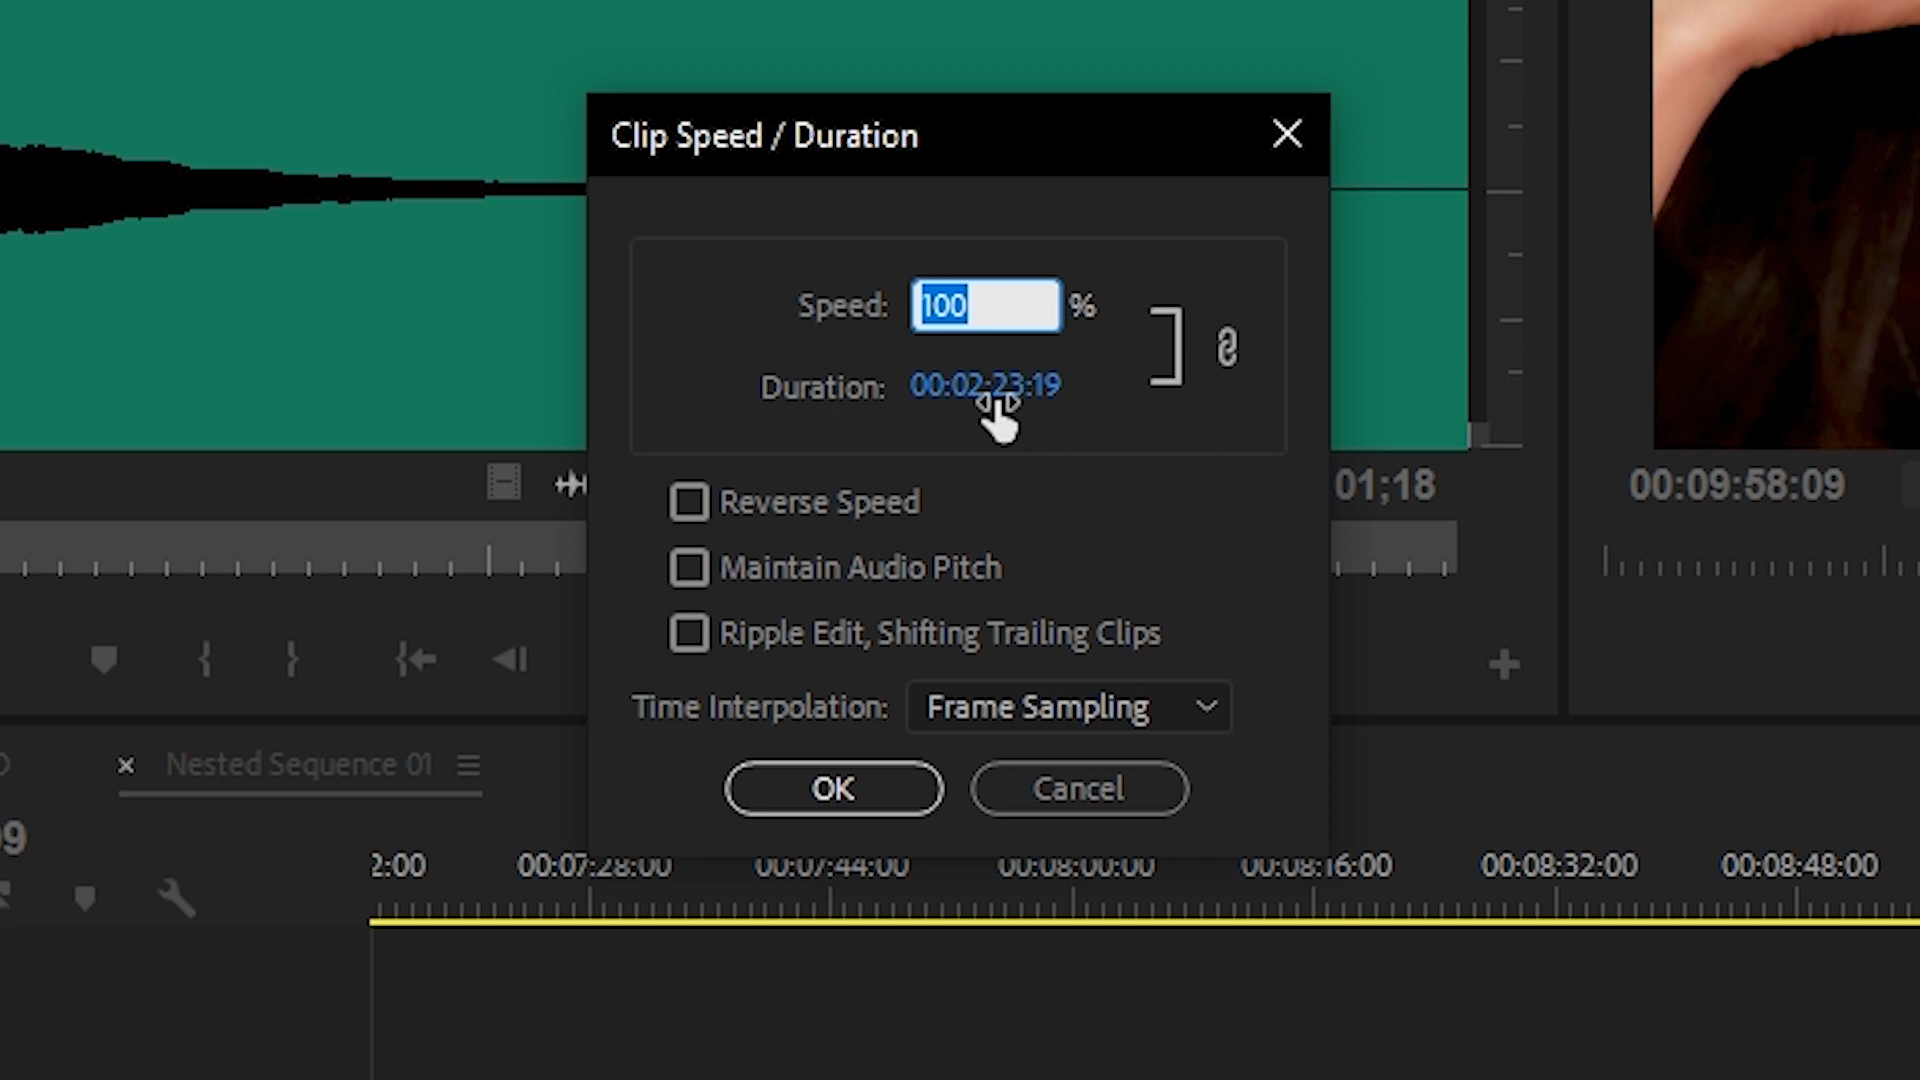 Clip Speed / Duration
Speed: 100 %
Duration: 00:02:23:19
01;18
00:09:58:09
Reverse Speed
Maintain Audio Pitch
Ripple Edit, Shifting Trailing Clips
Time Interpolation: Frame Sampling
Nested Sequence 01
OK
Cancel
2:00 00:07:28:00 00:07:44:00 00:08:00:00 00:08:16:00 00:08:32:00 00:08:48:00